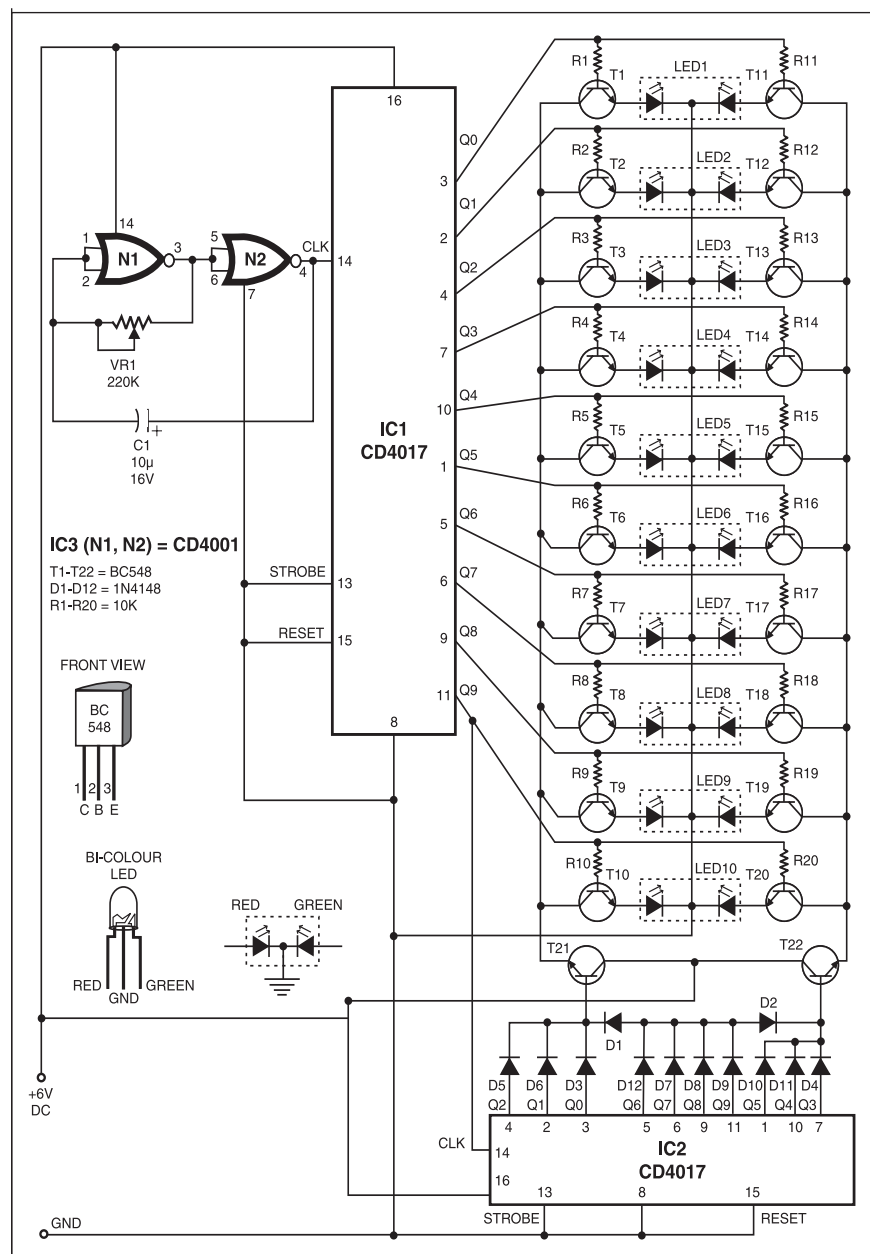 R1
T1
LED1
T11
R11
16
Q0
3
R2
T2
LED2
T12
R12
Q1
2
R3
T3
LED3
T13
R13
Q2
4
R4
T4
LED4
T14
R14
Q3
7
R5
T5
LED5
T15
R15
Q4
10
R6
T6
LED6
T16
R16
Q5
1
R7
T7
LED7
T17
R17
Q6
5
R8
T8
LED8
T18
R18
Q7
6
R9
T9
LED9
T19
R19
Q8
9
R10
T10
LED10
T20
R20
Q9
11
14
1
2
N1
3
5
6
N2
4
7
CLK
14
VR1
220K
C1
+
10µ
16V
IC1
CD4017
IC3 (N1, N2) = CD4001
T1-T22 = BC548
D1-D12 = 1N4148
R1-R20 = 10K
STROBE
13
RESET
15
8
FRONT VIEW
BC
548
1 2 3
C B E
BI-COLOUR
LED
RED
GREEN
GND
RED GREEN
T21
T22
D1
D2
D5 D6 D3 D12 D7 D8 D9 D10 D11 D4
Q2 Q1 Q0 Q6 Q7 Q8 Q9 Q5 Q4 Q3
4 2 3 5 6 9 11 1 10 7
CLK
14
16
IC2
CD4017
13
8
15
STROBE
RESET
+6V
DC
GND